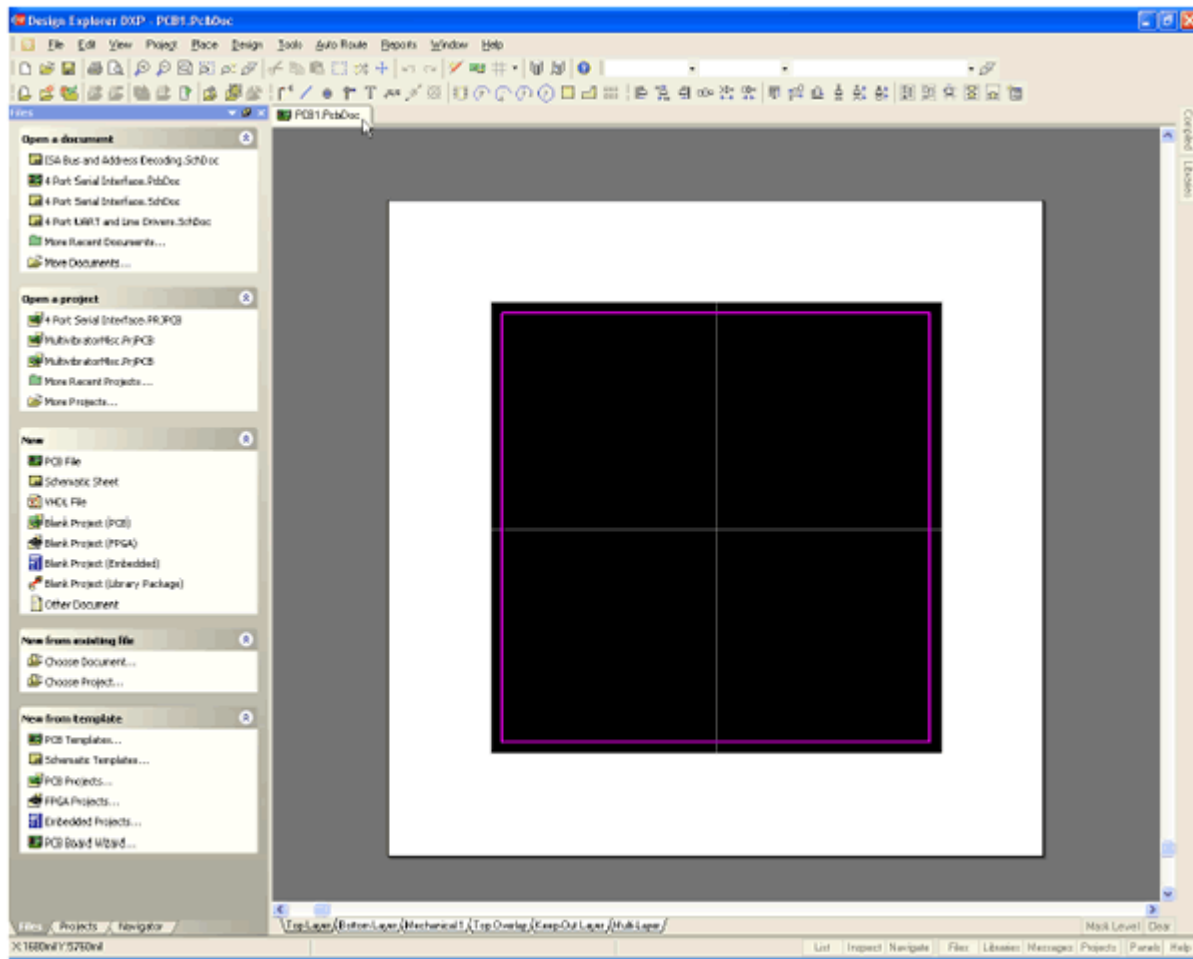 Design Explorer DXP - PCB1.PcbDoc
File Edit View Project Place Design Tools Auto Route Reports Window Help
Files
PCB1.PcbDoc
Compiled
Libraries
Open a document
ISA Bus and Address Decoding.SchDoc
4 Port Serial Interface.PcbDoc
4 Port Serial Interface.SchDoc
4 Port UART and Line Drivers.SchDoc
More Recent Documents...
More Documents...
Open a project
4 Port Serial Interface.PRJPCB
MultivibratorMisc.PrjPCB
MultivibratorMisc.PrjPCB
More Recent Projects...
More Projects...
New
PCB File
Schematic Sheet
VHDL File
Blank Project (PCB)
Blank Project (FPGA)
Blank Project (Embedded)
Blank Project (Library Package)
Other Document
New from existing file
Choose Document...
Choose Project...
New from template
PCB Templates...
Schematic Templates...
PCB Projects...
FPGA Projects...
Embedded Projects...
PCB Board Wizard...
Files Projects Navigator
Top Layer Bottom Layer Mechanical 1 Top Overlay Keep-Out Layer Multi-Layer
Mask Level Clear
X:1680mil Y:5760mil
List Inspect Navigate Files Libraries Messages Projects Panels Help